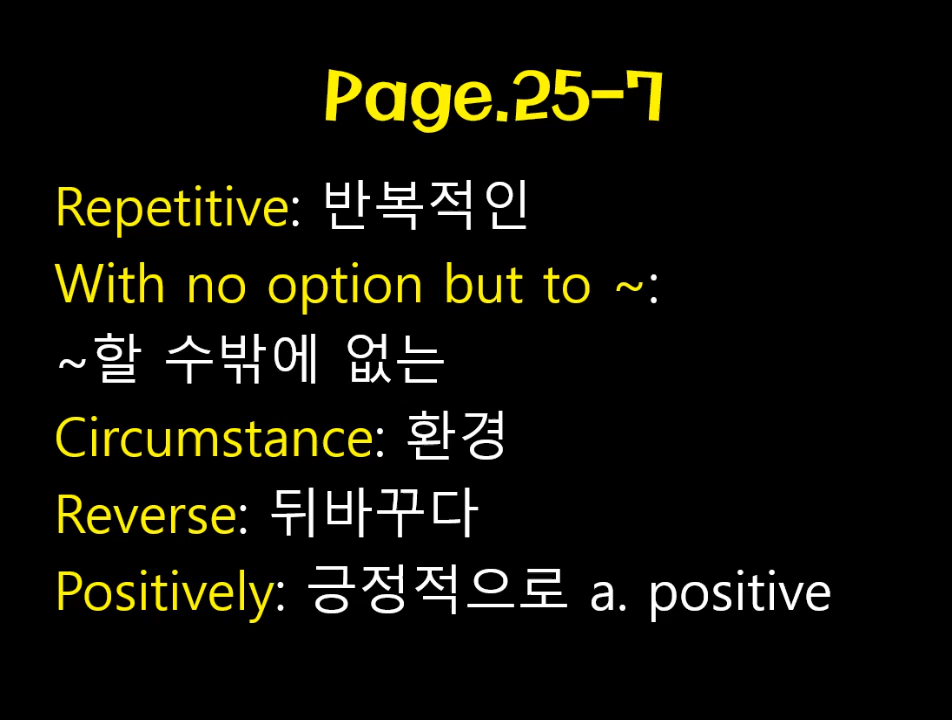 Page.25-7
Repetitive: 반복적인
With no option but to ~:
~할 수밖에 없는
Circumstance: 환경
Reverse: 뒤바꾸다
Positively: 긍정적으로 a. positive